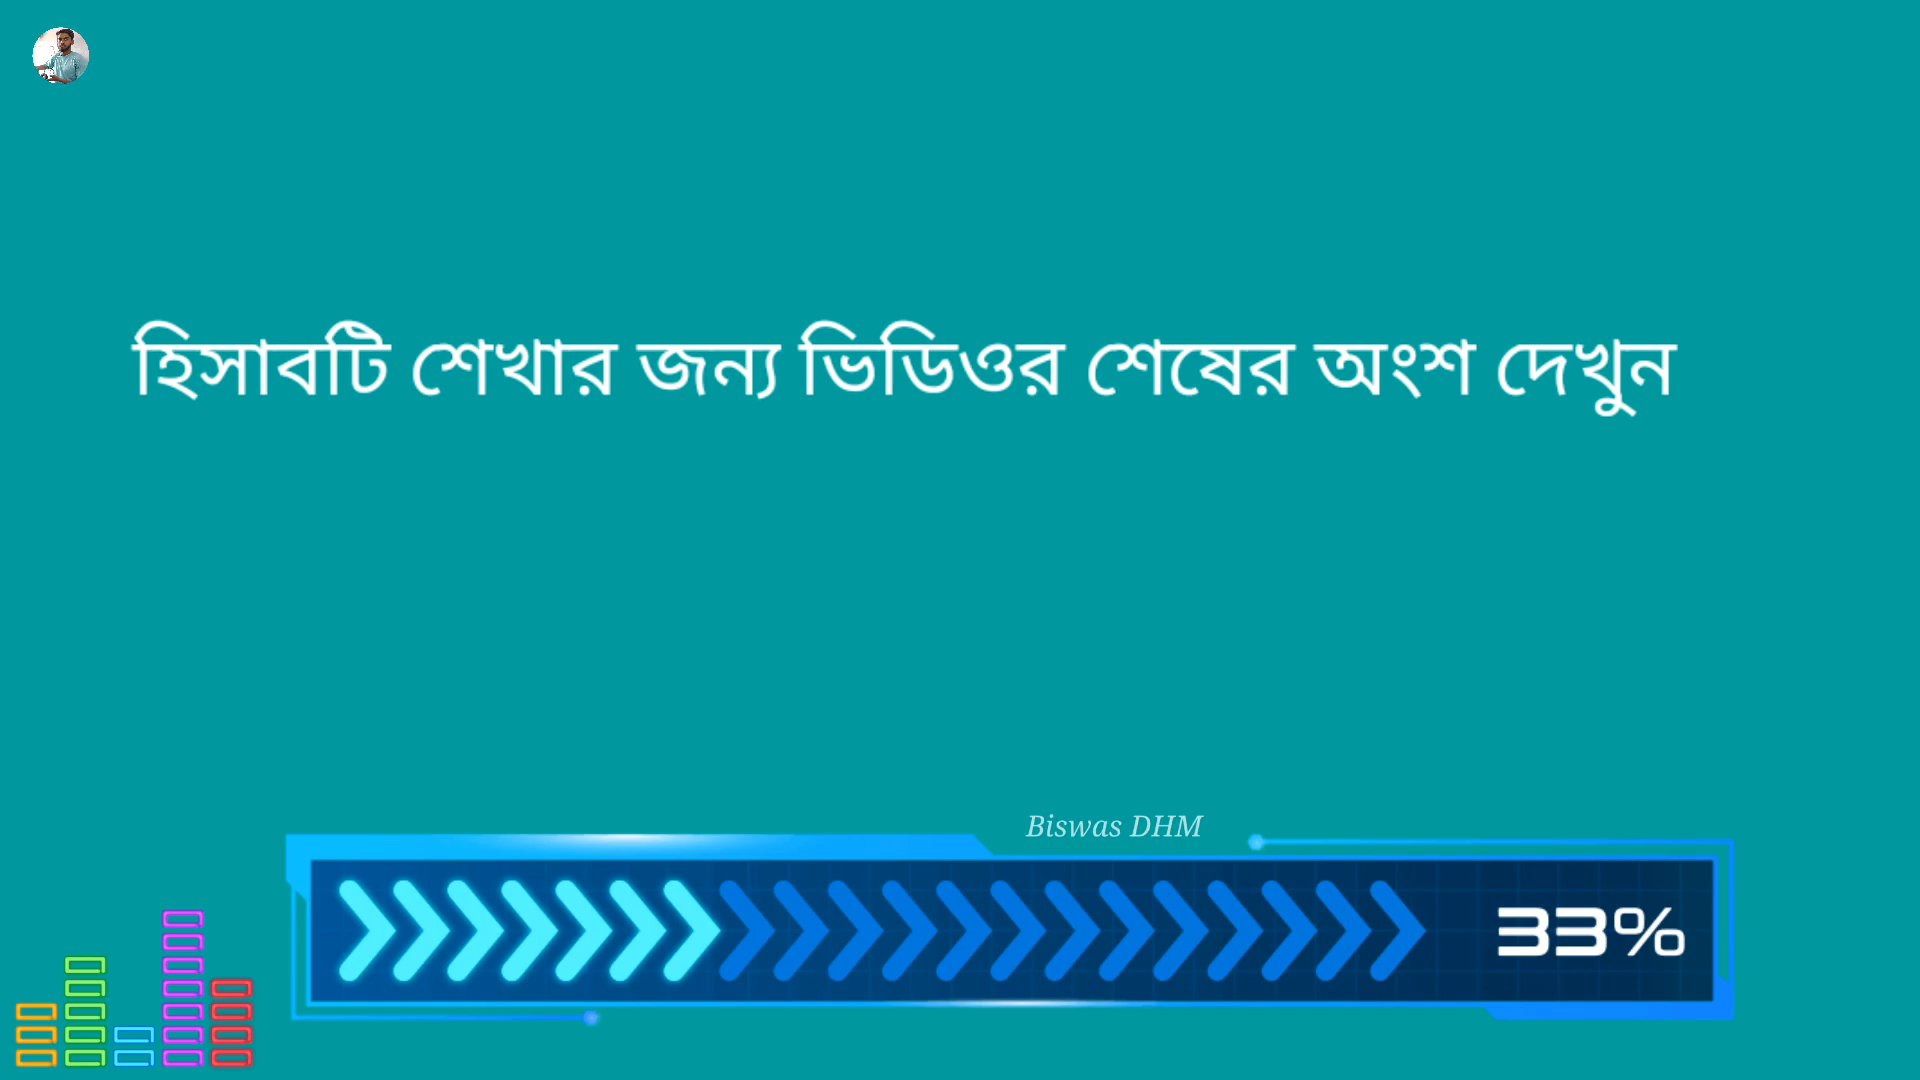 হিসাবটি শেখার জন্য ভিডিওর শেষের অংশ দেখুন
Biswas DHM
33%